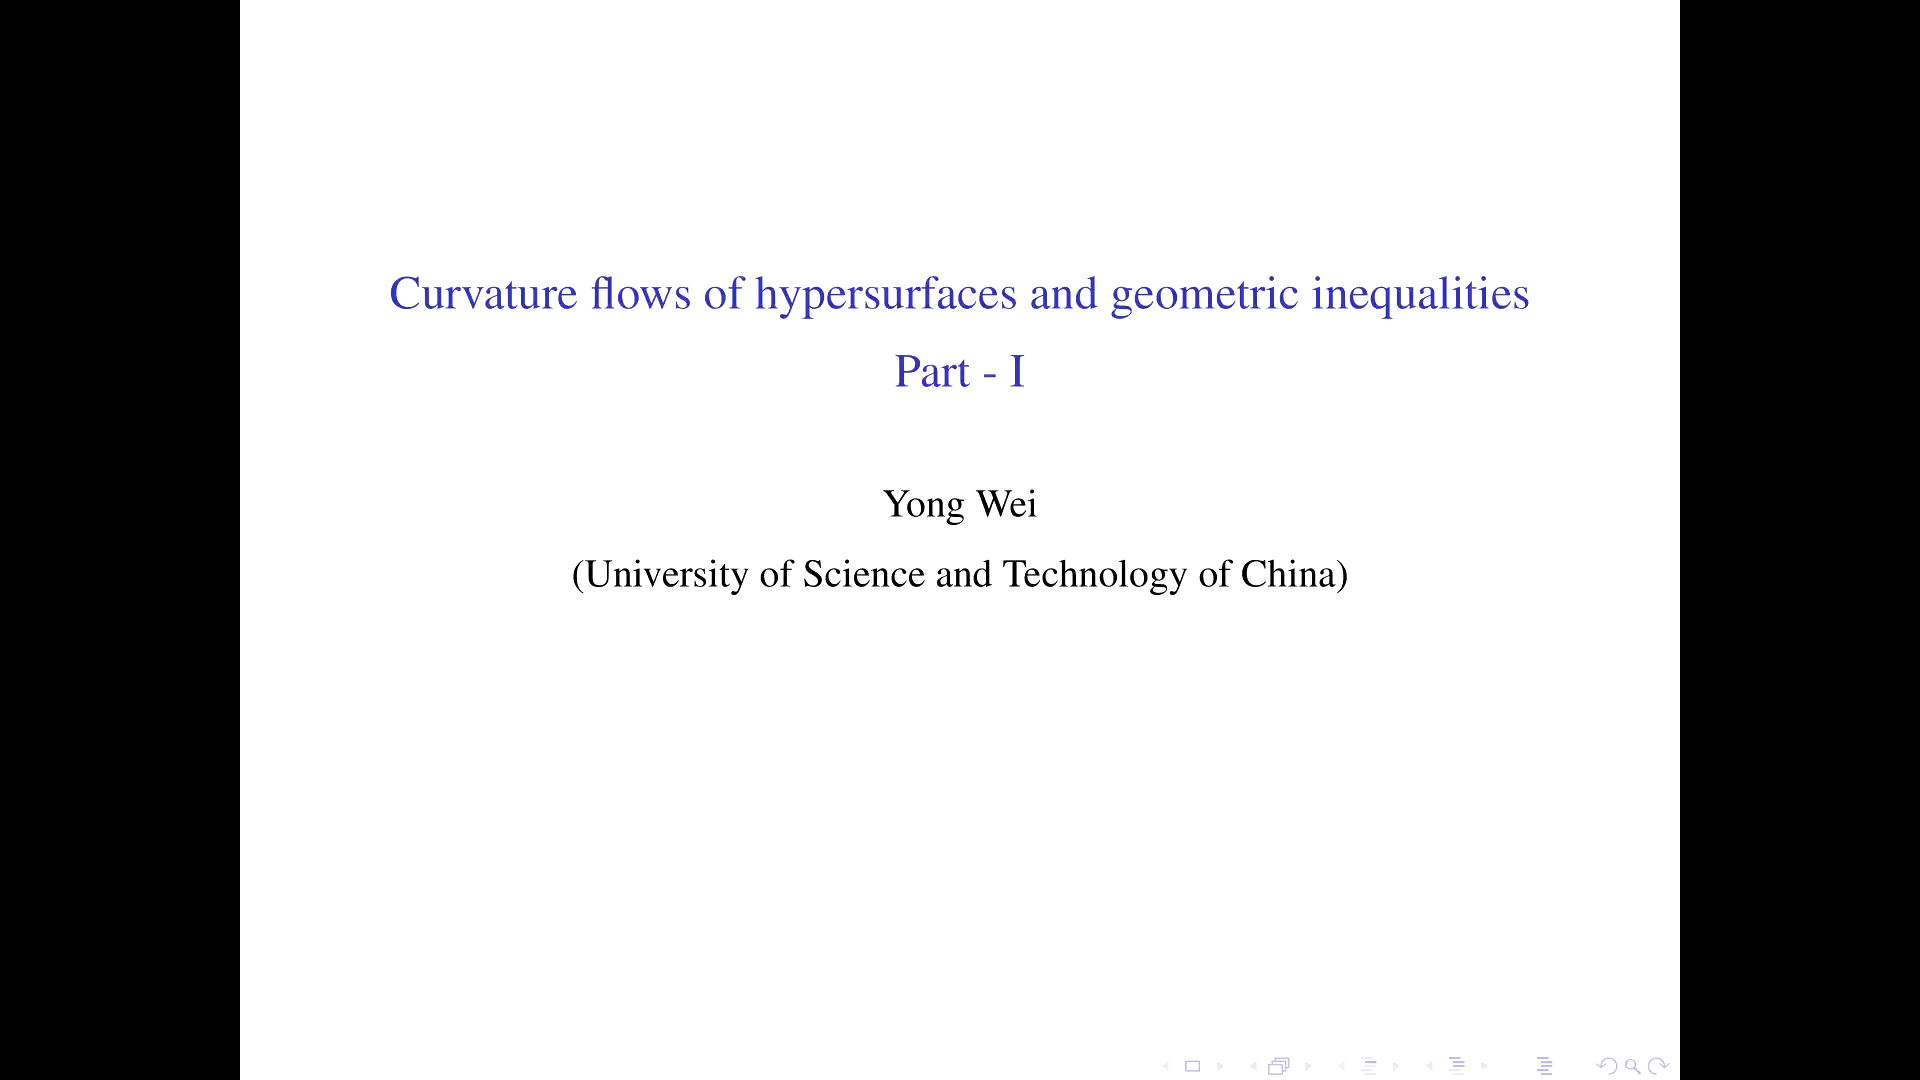 Curvature flows of hypersurfaces and geometric inequalities
Part - I
Yong Wei
(University of Science and Technology of China)